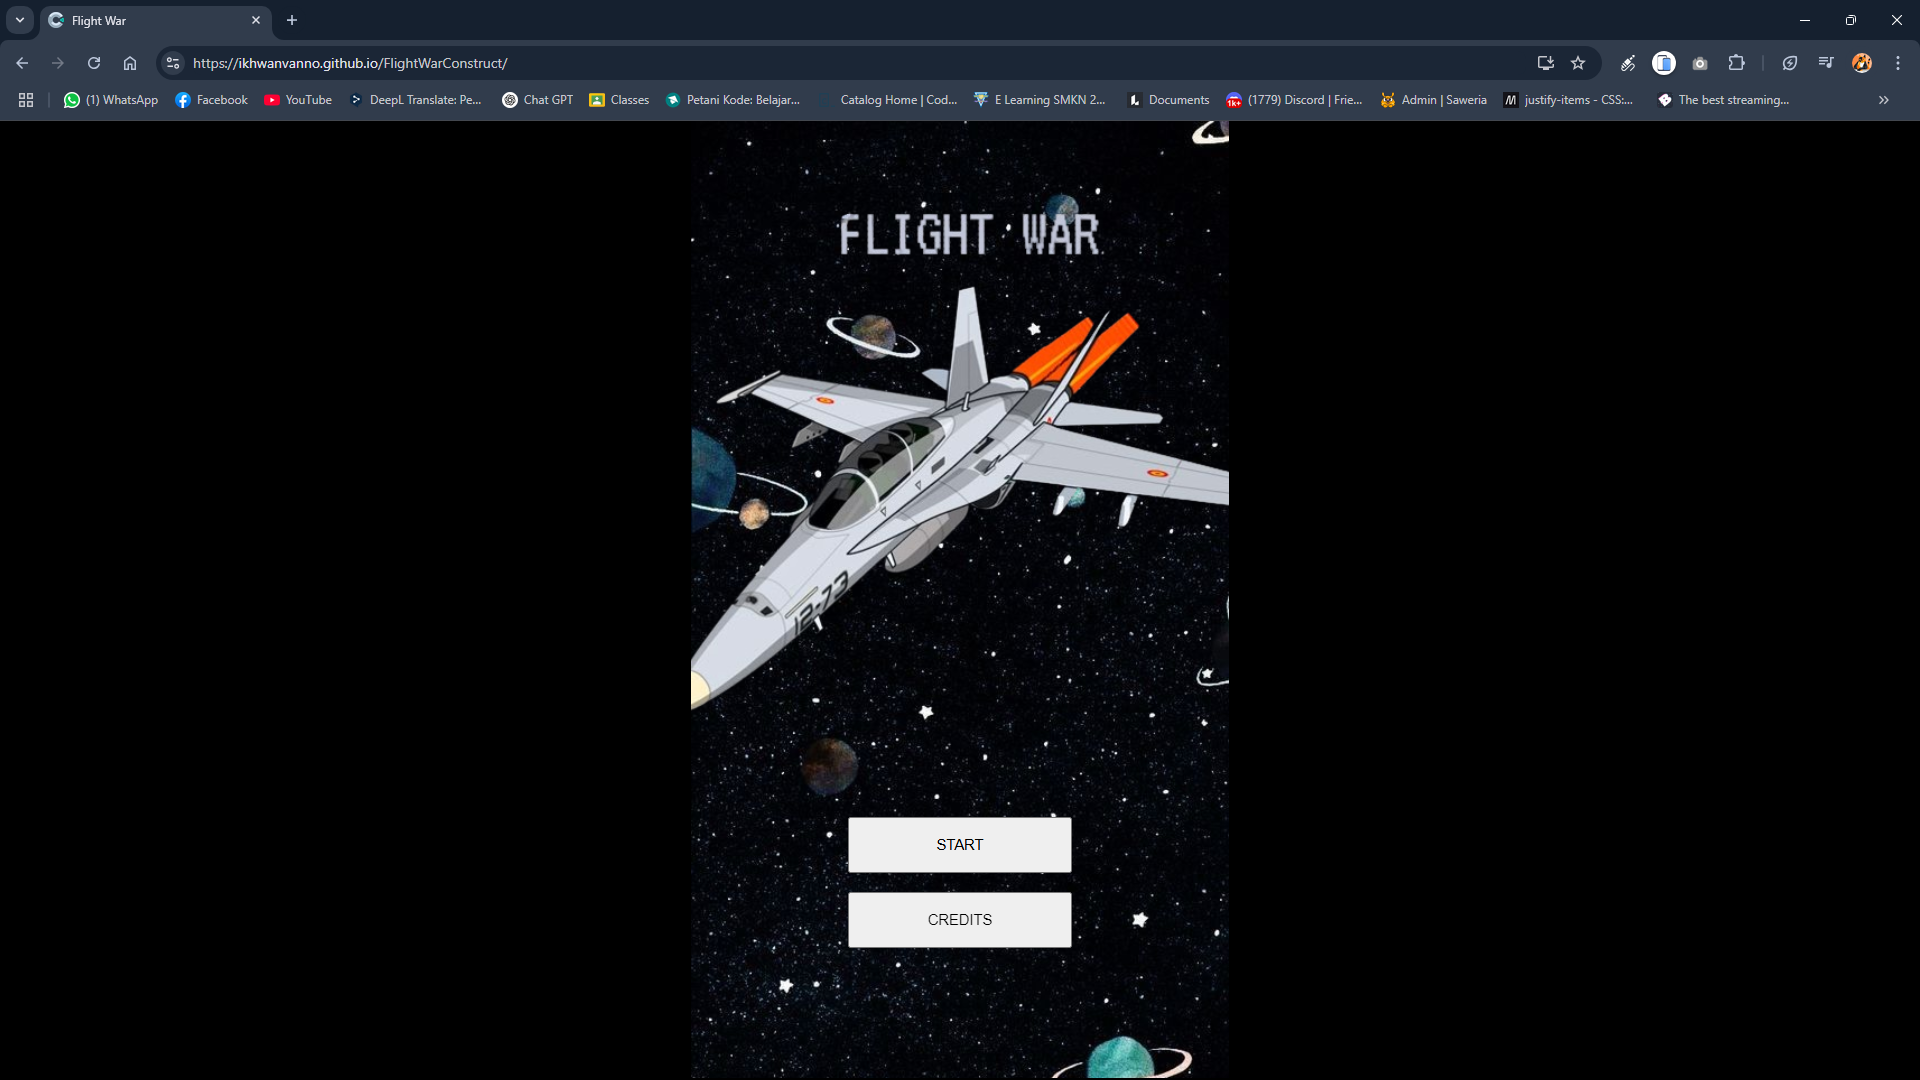 Flight War
https://ikhwanvanno.github.io/FlightWarConstruct/
(1) WhatsApp
Facebook
YouTube
DeepL Translate: Pe...
Chat GPT
Classes
Petani Kode: Belajar...
Catalog Home | Cod...
E Learning SMKN 2...
Documents
1k+
(1779) Discord | Frie...
Admin | Saweria
justify-items - CSS:...
The best streaming...
FLIGHT WAR
12-73
START
CREDITS